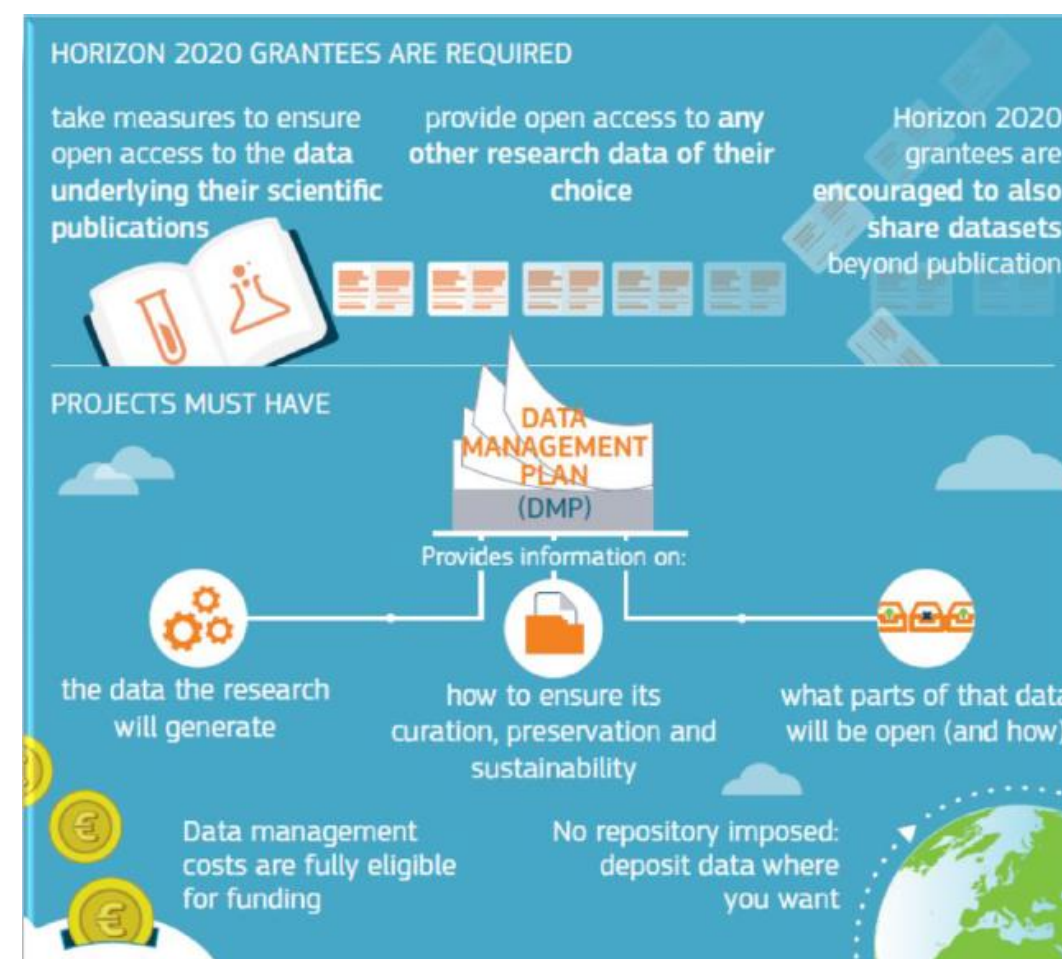 HORIZON 2020 GRANTEES ARE REQUIRED
take measures to ensure
open access to the data
underlying their scientific
publications
provide open access to any
other research data of their
choice
Horizon 2020
grantees are
encouraged to also
share datasets
beyond publication
PROJECTS MUST HAVE
DATA
MANAGEMENT
PLAN
(DMP)
Provides information on:
the data the research
will generate
how to ensure its
curation, preservation and
sustainability
what parts of that data
will be open (and how)
Data management
costs are fully eligible
for funding
No repository imposed:
deposit data where
you want